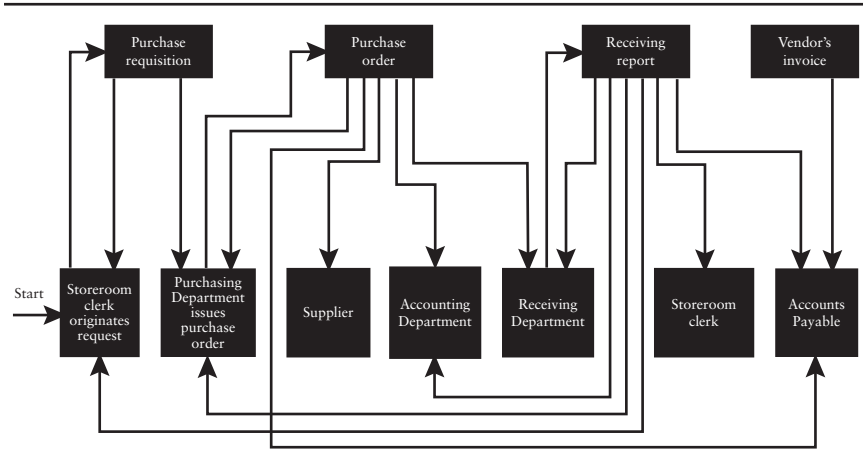 Purchase
requisition
Purchase
order
Receiving
report
Vendor's
invoice
Start
Storeroom
clerk
originates
request
Purchasing
Department
issues
purchase
order
Supplier
Accounting
Department
Receiving
Department
Storeroom
clerk
Accounts
Payable